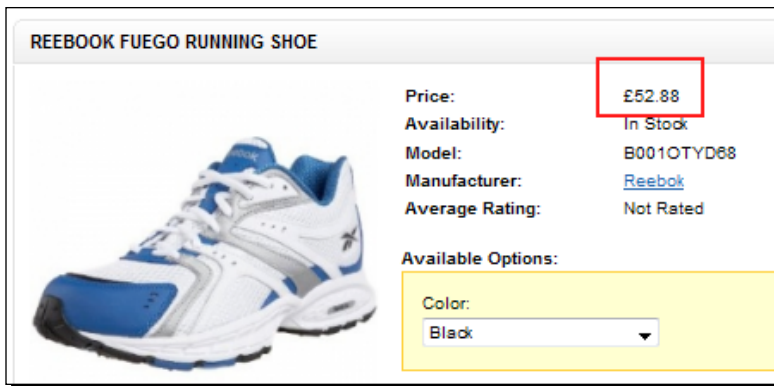 REEBOOK FUEGO RUNNING SHOE
Price: £52.88
Availability: In Stock
Model: B001OTYD68
Manufacturer: Reebok
Average Rating: Not Rated
Available Options:
Color:
Black
Reebok